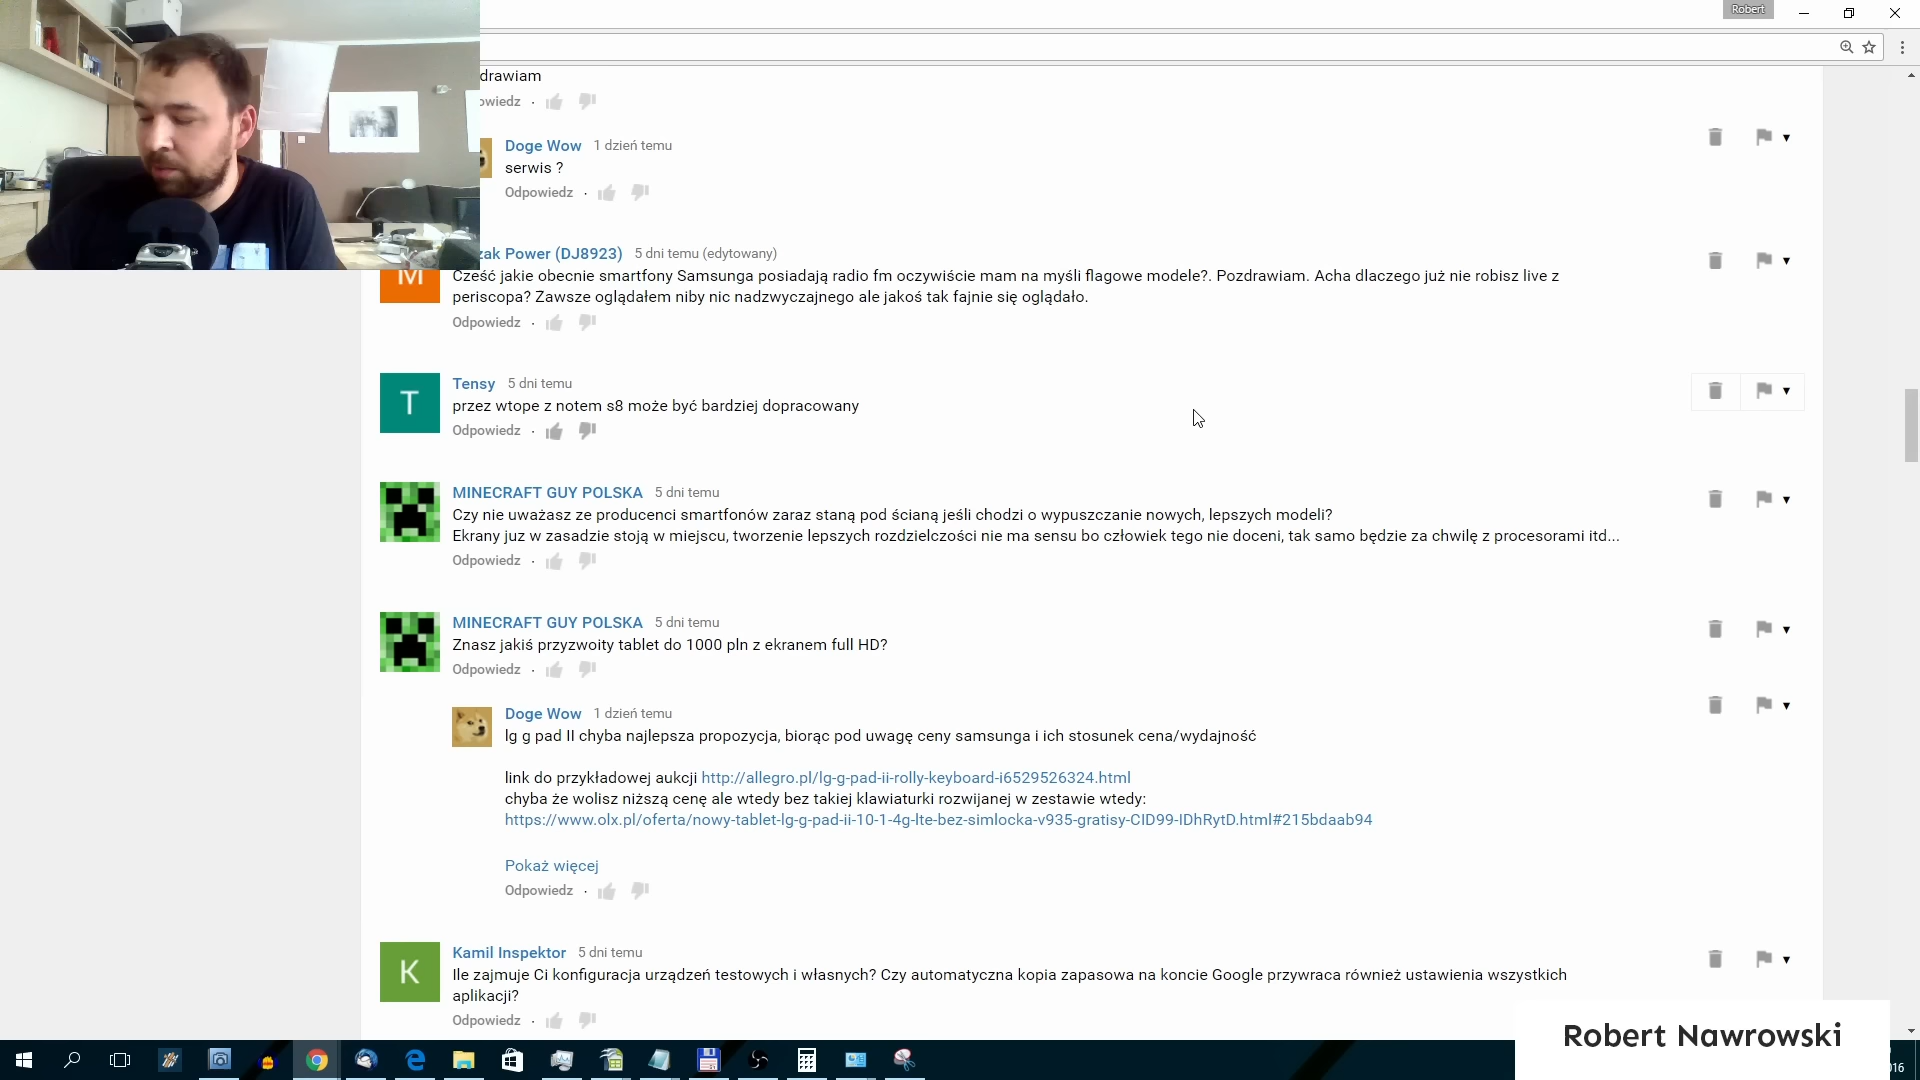 Robert
drawiam
owiedz ·
Doge Wow 1 dzień temu
serwis ?
Odpowiedz ·
zak Power (DJ8923) 5 dni temu (edytowany)
M
Cześć jakie obecnie smartfony Samsunga posiadają radio fm oczywiście mam na myśli flagowe modele?. Pozdrawiam. Acha dlaczego już nie robisz live z
periscopa? Zawsze oglądałem niby nic nadzwyczajnego ale jakoś tak fajnie się oglądało.
Odpowiedz ·
T
Tensy 5 dni temu
przez wtope z notem s8 może być bardziej dopracowany
Odpowiedz ·
MINECRAFT GUY POLSKA 5 dni temu
Czy nie uważasz ze producenci smartfonów zaraz staną pod ścianą jeśli chodzi o wypuszczanie nowych, lepszych modeli?
Ekrany juz w zasadzie stoją w miejscu, tworzenie lepszych rozdzielczości nie ma sensu bo człowiek tego nie doceni, tak samo będzie za chwilę z procesorami itd...
Odpowiedz ·
MINECRAFT GUY POLSKA 5 dni temu
Znasz jakiś przyzwoity tablet do 1000 pln z ekranem full HD?
Odpowiedz ·
Doge Wow 1 dzień temu
lg g pad II chyba najlepsza propozycja, biorąc pod uwagę ceny samsunga i ich stosunek cena/wydajność
link do przykładowej aukcji http://allegro.pl/lg-g-pad-ii-rolly-keyboard-i6529526324.html
chyba że wolisz niższą cenę ale wtedy bez takiej klawiaturki rozwijanej w zestawie wtedy:
https://www.olx.pl/oferta/nowy-tablet-lg-g-pad-ii-10-1-4g-lte-bez-simlocka-v935-gratisy-CID99-IDhRytD.html#215bdaab94
Pokaż więcej
Odpowiedz ·
K
Kamil Inspektor 5 dni temu
Ile zajmuje Ci konfiguracja urządzeń testowych i własnych? Czy automatyczna kopia zapasowa na koncie Google przywraca również ustawienia wszystkich
aplikacji?
Odpowiedz ·
Robert Nawrowski
016